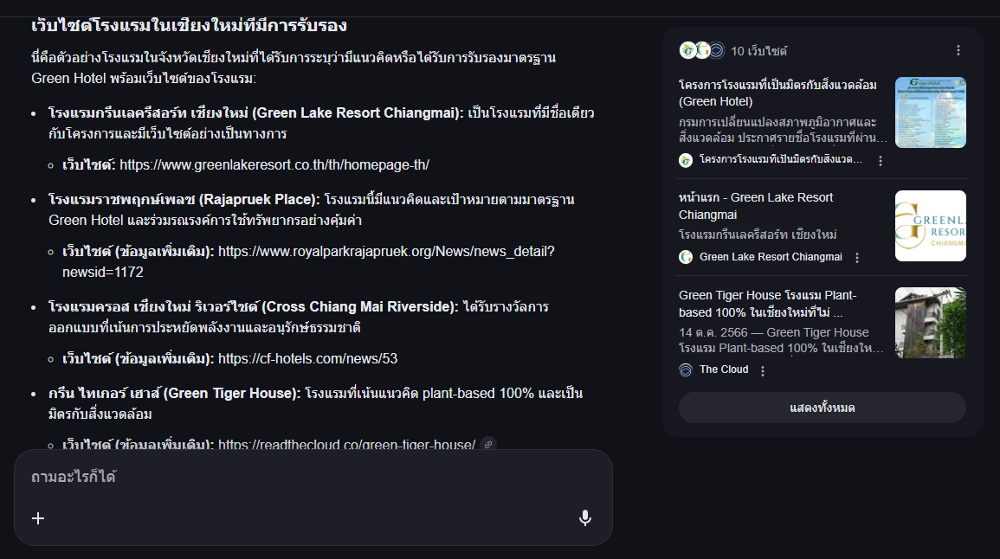 เว็บไซต์โรงแรมในเชียงใหม่ที่มีการรับรอง
นี่คือตัวอย่างโรงแรมในจังหวัดเชียงใหม่ที่ได้รับการระบุว่ามีแนวคิดหรือได้รับการรับรองมาตรฐาน
Green Hotel พร้อมเว็บไซต์ของโรงแรม:
• โรงแรมกรีนเลครีสอร์ท เชียงใหม่ (Green Lake Resort Chiangmai): เป็นโรงแรมที่มีชื่อเดียว
กับโครงการและมีเว็บไซต์อย่างเป็นทางการ
◦ เว็บไซต์: https://www.greenlakeresort.co.th/th/homepage-th/
• โรงแรมราชพฤกษ์เพลซ (Rajapruek Place): โรงแรมนี้มีแนวคิดและเป้าหมายตามมาตรฐาน
Green Hotel และร่วมรณรงค์การใช้ทรัพยากรอย่างคุ้มค่า
◦ เว็บไซต์ (ข้อมูลเพิ่มเติม): https://www.royalparkrajapruek.org/News/news_detail?
newsid=1172
• โรงแรมครอส เชียงใหม่ ริเวอร์ไซด์ (Cross Chiang Mai Riverside): ได้รับรางวัลการ
ออกแบบที่เน้นการประหยัดพลังงานและอนุรักษ์ธรรมชาติ
◦ เว็บไซต์ (ข้อมูลเพิ่มเติม): https://cf-hotels.com/news/53
• กรีน ไทเกอร์ เฮาส์ (Green Tiger House): โรงแรมที่เน้นแนวคิด plant-based 100% และเป็น
มิตรกับสิ่งแวดล้อม
◦ เว็บไซต์ (ข้อมูลเพิ่มเติม): https://readthecloud.co/green-tiger-house/
ถามอะไรก็ได้
10 เว็บไซต์
โครงการโรงแรมที่เป็นมิตรกับสิ่งแวดล้อม
(Green Hotel)
กรมการเปลี่ยนแปลงสภาพภูมิอากาศและ
สิ่งแวดล้อม ประกาศรายชื่อโรงแรมที่ผ่าน...
โครงการโรงแรมที่เป็นมิตรกับสิ่งแวด...
หน้าแรก - Green Lake Resort
Chiangmai
โรงแรมกรีนเลครีสอร์ท เชียงใหม่
Green Lake Resort Chiangmai
GREENL
RESOR
CHIANGMA
Green Tiger House โรงแรม Plant-
based 100% ในเชียงใหม่ที่ไม่ ...
14 ต.ค. 2566 — Green Tiger House
โรงแรม Plant-based 100% ในเชียงให...
The Cloud
แสดงทั้งหมด